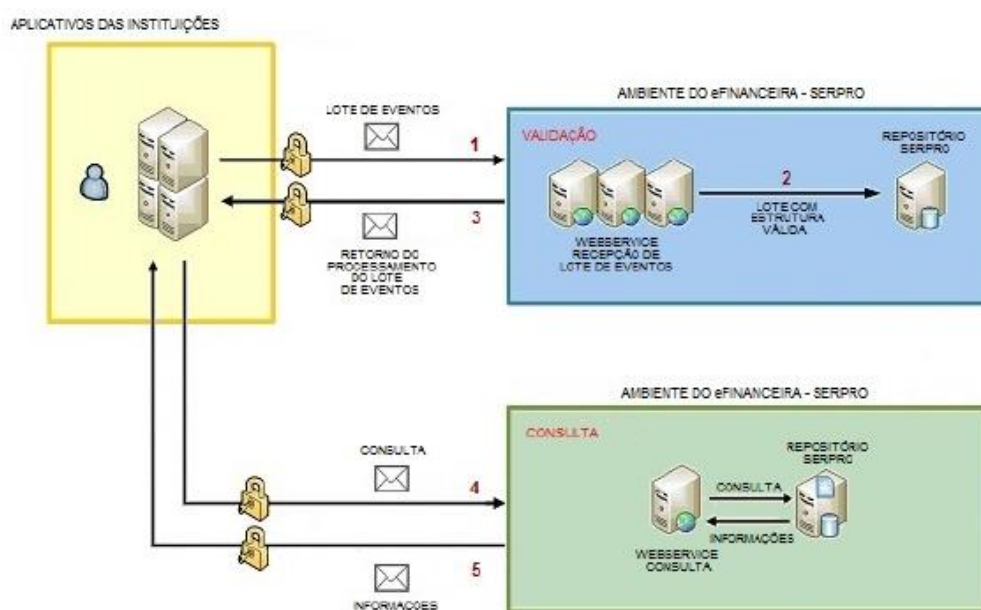 APLICATIVOS DAS INSTITUIÇÕES
LOTE DE EVENTOS
1
3
RETORNO DO
PROCESSAMENTO
DO LOTE
DE EVENTOS
AMBIENTE DO eFINANCEIRA - SERPRO
VALIDAÇÃO
WEBSERVICE
RECEPÇÃO DE
LOTE DE EVENTOS
2
LOTE COM
ESTRUTURA
VÁLIDA
REPOSITÓRIO
SERPRO
AMBIENTE DO eFINANCEIRA - SERPRO
CONSULTA
CONSULTA
4
5
INFORMAÇÕES
WEBSERVICE
CONSULTA
CONSULTA
INFORMAÇÕES
REPOSITÓRIO
SERPRO